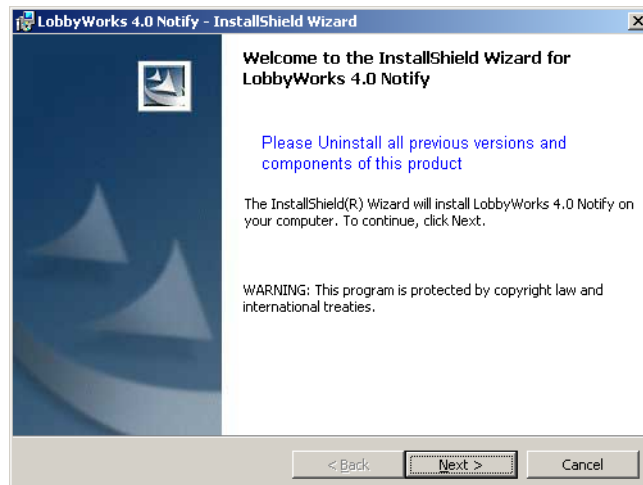 LobbyWorks 4.0 Notify - InstallShield Wizard
Welcome to the InstallShield Wizard for
LobbyWorks 4.0 Notify
Please Uninstall all previous versions and
components of this product
The InstallShield(R) Wizard will install LobbyWorks 4.0 Notify on
your computer. To continue, click Next.
WARNING: This program is protected by copyright law and
international treaties.
< Back Next > Cancel